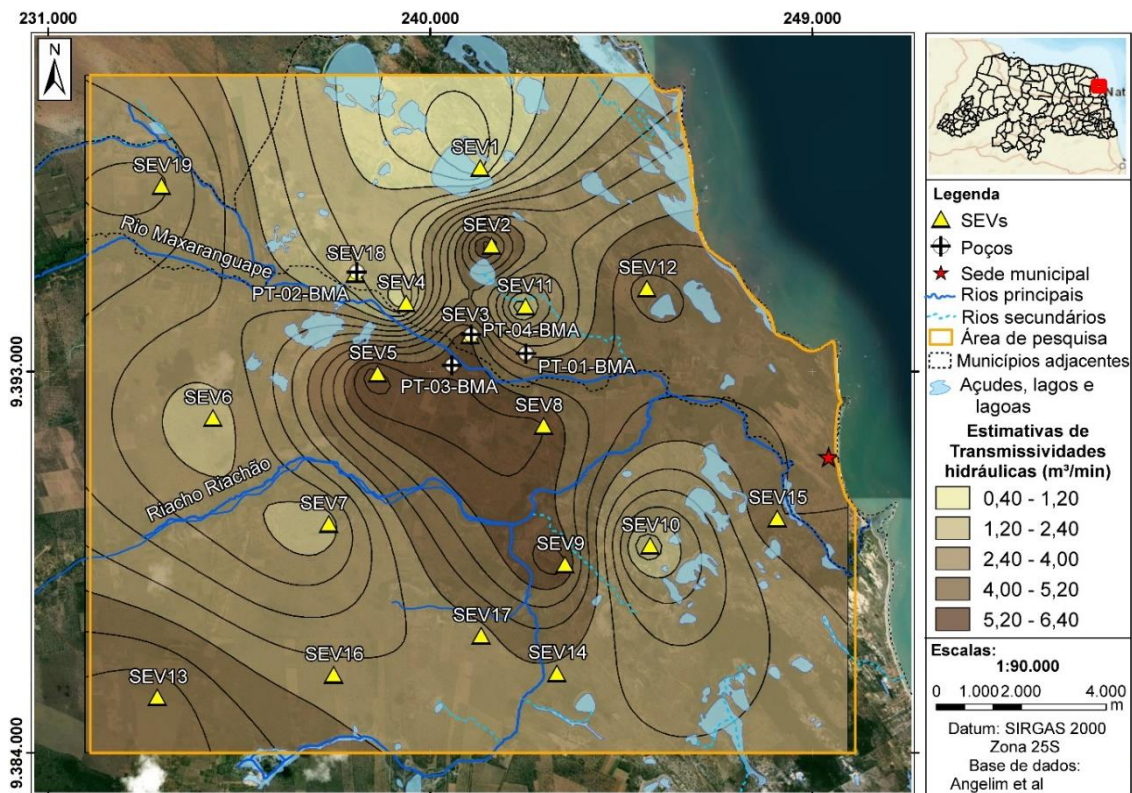 231.000 240.000 249.000
N
SEV1
SEV19
SEV2
Rio Maxaranguape
SEV18
SEV12
SEV4
SEV11
PT-02-BMA
SEV3
PT-04-BMA
9.393.000
SEV5
PT-01-BMA
PT-03-BMA
SEV6
SEV8
Riacho Riachão
SEV7
SEV15
SEV10
SEV9
SEV17
SEV16
SEV14
SEV13
9.384.000
Nat
Legenda
SEVs
Poços
Sede municipal
Rios principais
Rios secundários
Área de pesquisa
Municípios adjacentes
Açudes, lagos e
lagoas
Estimativas de
Transmissividades
hidráulicas (m³/min)
0,40 - 1,20
1,20 - 2,40
2,40 - 4,00
4,00 - 5,20
5,20 - 6,40
Escalas:
1:90.000
0 1.000 2.000 4.000
m
Datum: SIRGAS 2000
Zona 25S
Base de dados:
Angelim et al